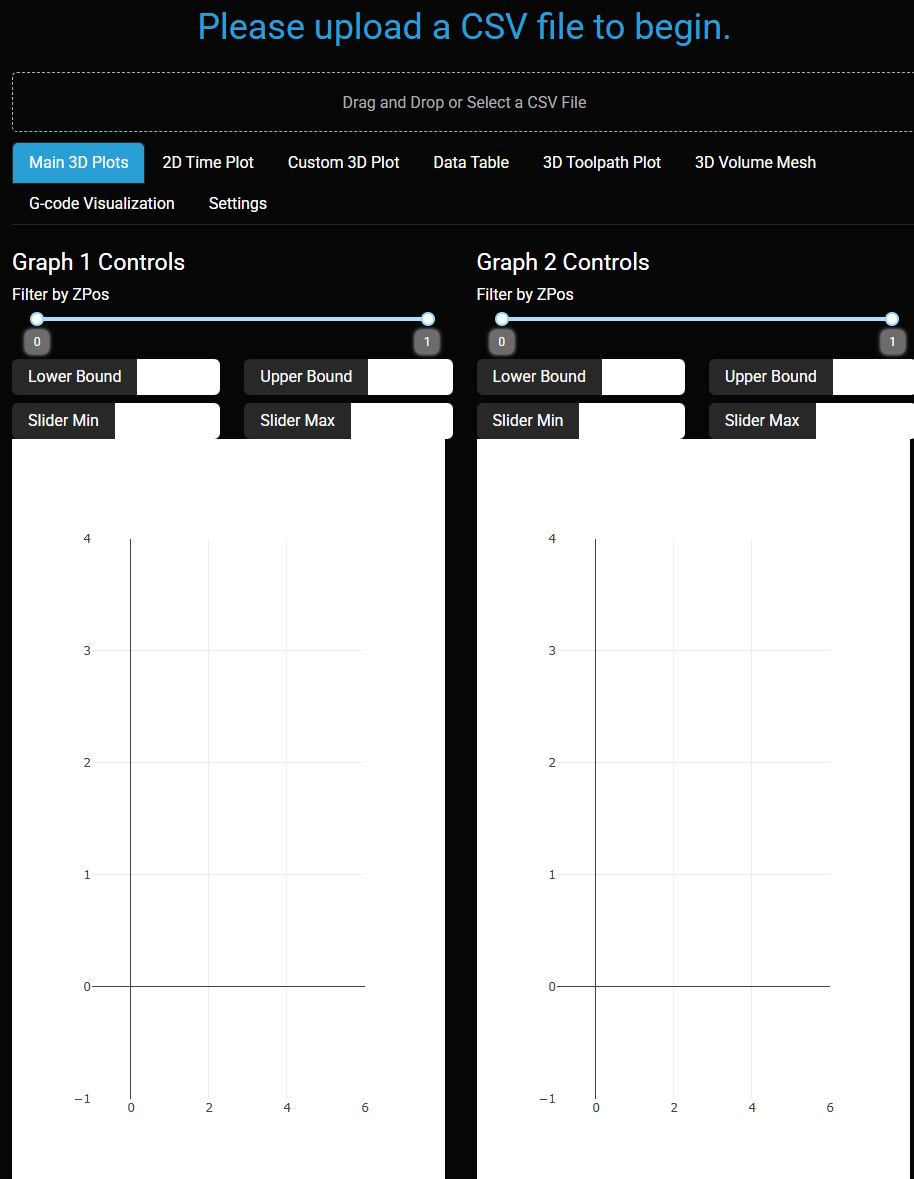 Please upload a CSV file to begin.
Drag and Drop or Select a CSV File
Main 3D Plots 2D Time Plot Custom 3D Plot Data Table 3D Toolpath Plot 3D Volume Mesh
G-code Visualization Settings
Graph 1 Controls
Filter by ZPos
0 1
Lower Bound Upper Bound
Slider Min Slider Max
4
3
2
1
0
−1
0 2 4 6
Graph 2 Controls
Filter by ZPos
0 1
Lower Bound Upper Bound
Slider Min Slider Max
4
3
2
1
0
−1
0 2 4 6